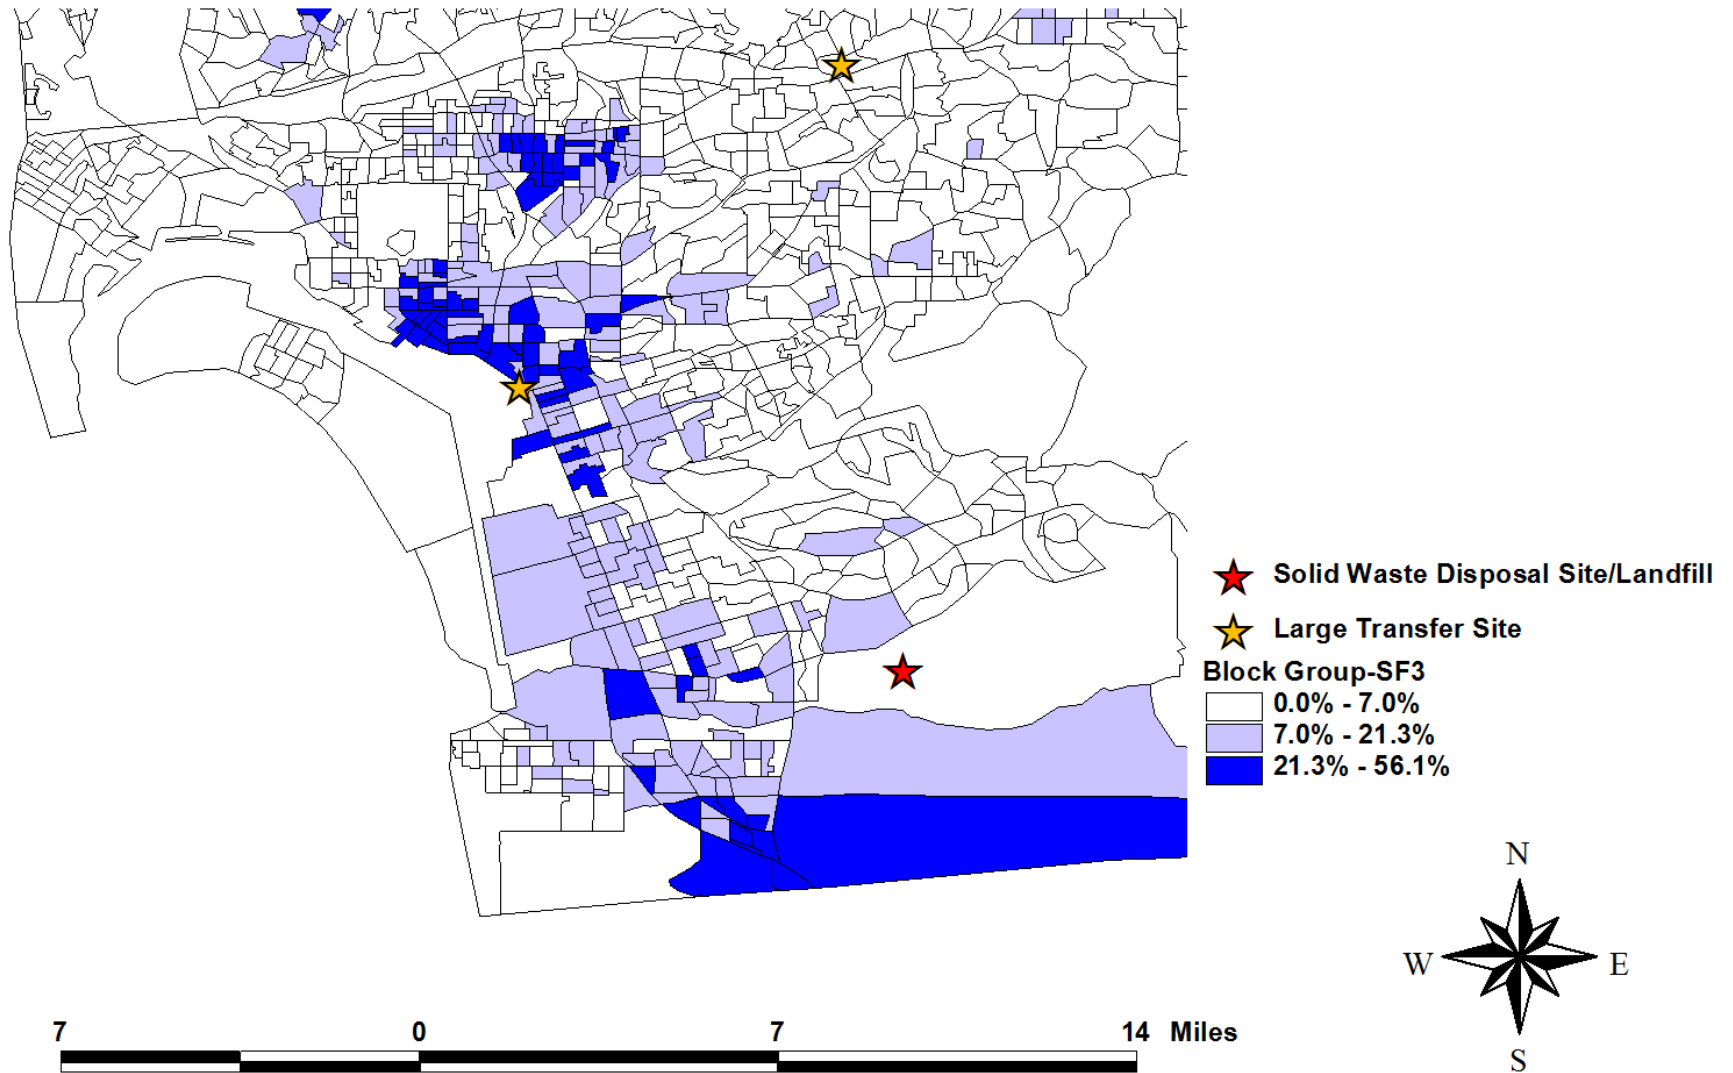 Solid Waste Disposal Site/Landfill
Large Transfer Site
Block Group-SF3
0.0% - 7.0%
7.0% - 21.3%
21.3% - 56.1%
N
W E
S
7 0 7 14 Miles